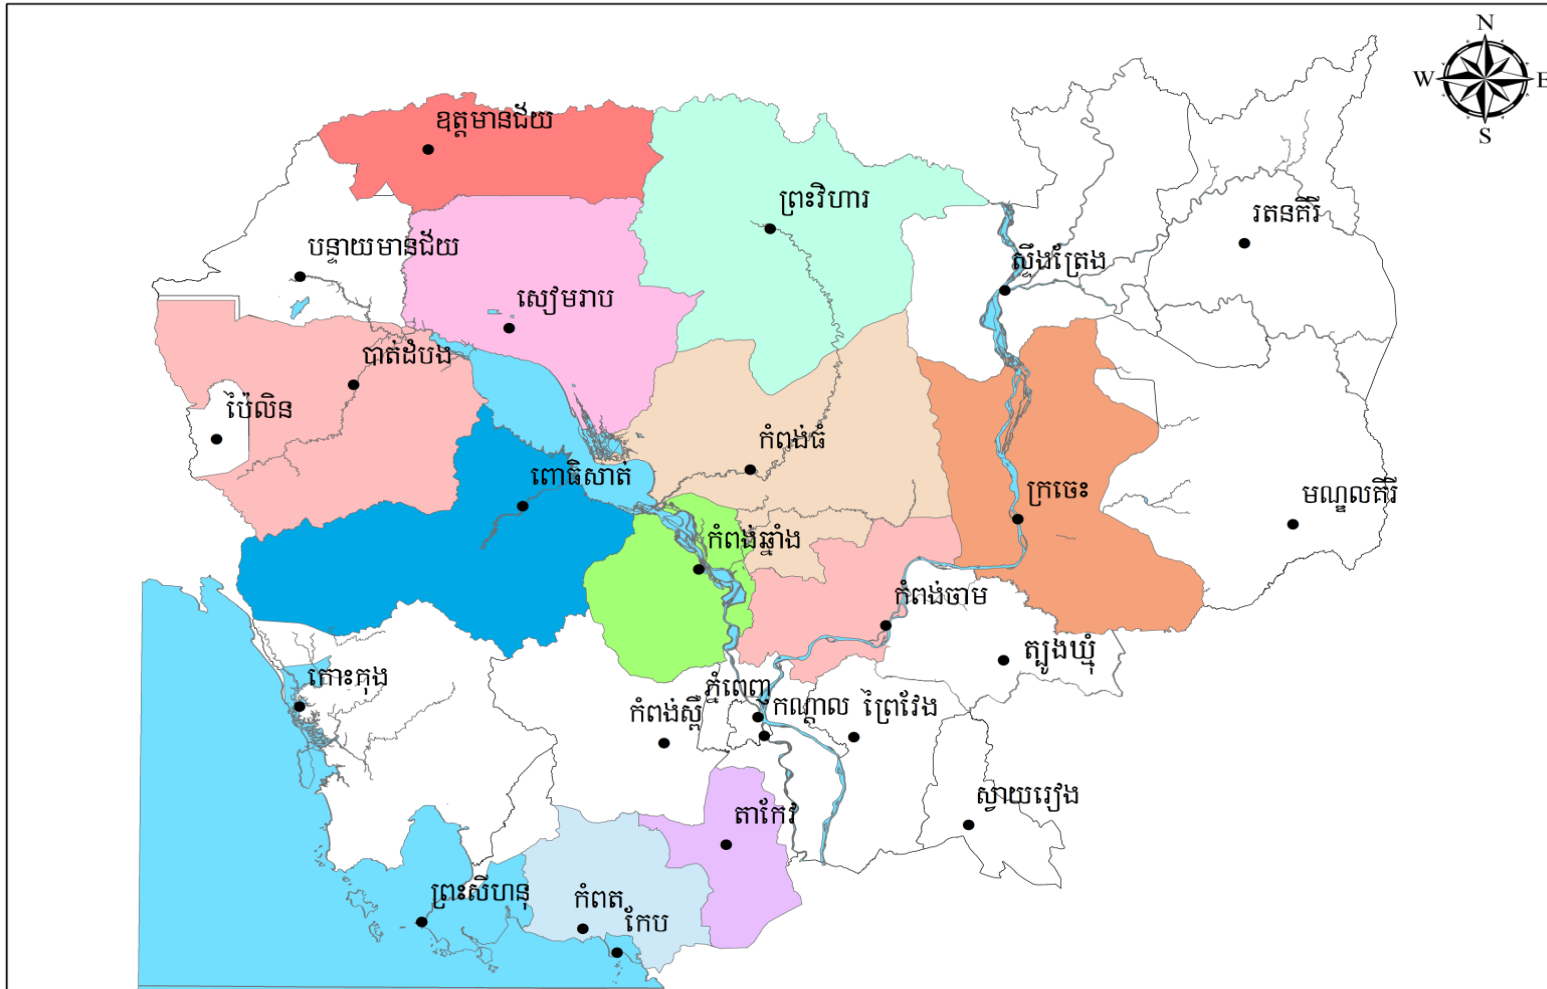 N
W
E
S
ឧត្តមានជ័យ
ព្រះវិហារ
រតនគិរី
បន្ទាយមានជ័យ
ស្ទឹងត្រែង
សៀមរាប
បាត់ដំបង
ប៉ៃលិន
កំពង់ធំ
ពោធិសាត់
ក្រចេះ
មណ្ឌលគិរី
កំពង់ឆ្នាំង
កំពង់ចាម
ត្បូងឃ្មុំ
កោះកុង
ភ្នំពេញ
កំពង់ស្ពឺ
កណ្តាល
ព្រៃវែង
ស្វាយរៀង
តាកែវ
ព្រះសីហនុ
កំពត
កែប